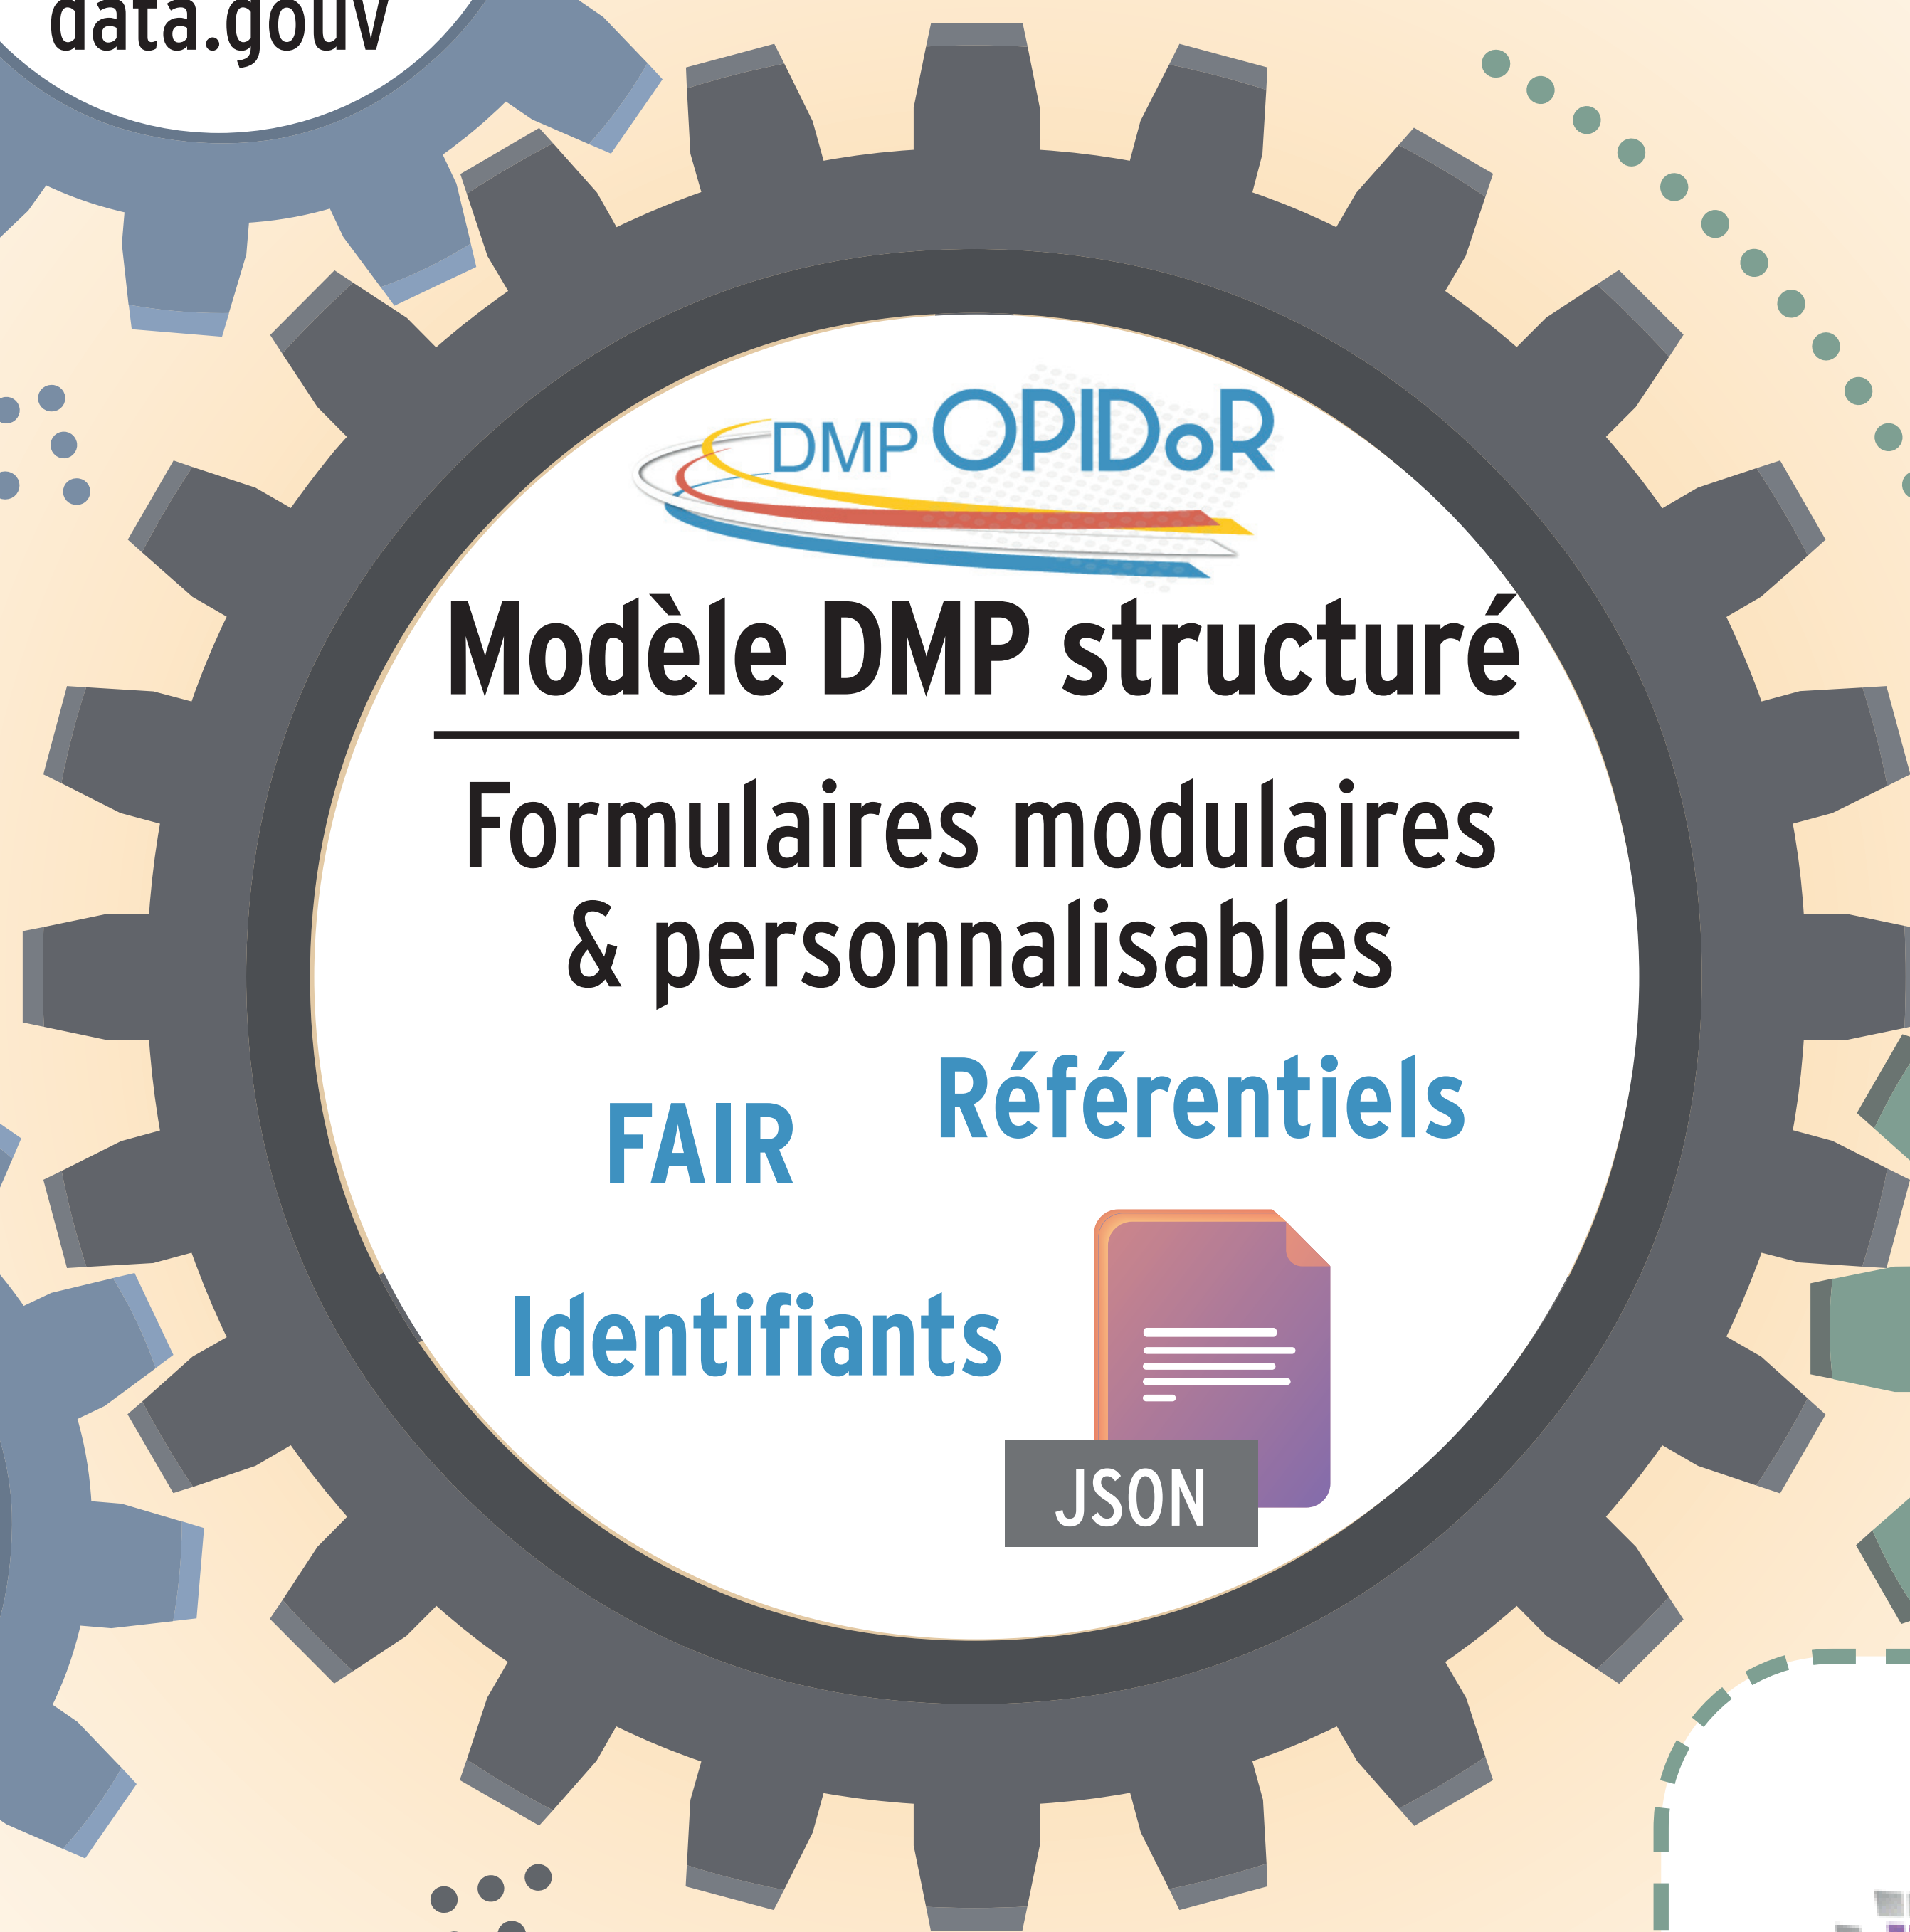 data.gouv
DMP OPIDoR
Modèle DMP structuré
Formulaires modulaires
& personnalisables
Référentiels
FAIR
Identifiants
JSON